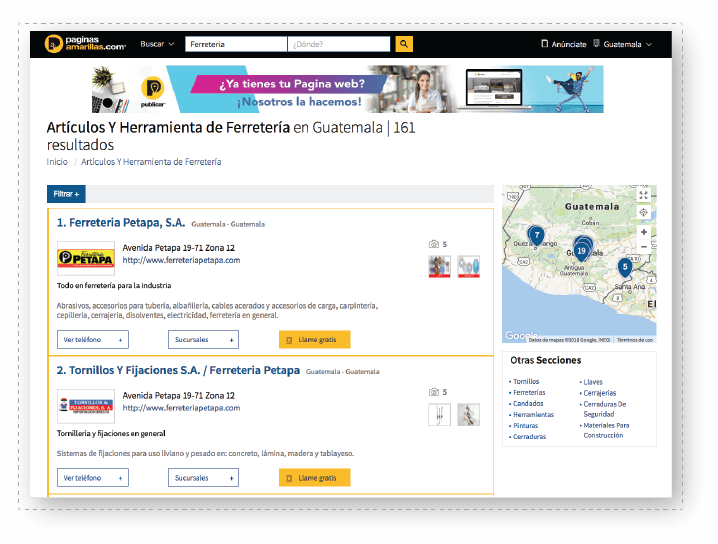 paginas
amarillas.com
Buscar
Ferreteria
¿Dónde?
Anúnciate
Guatemala
publicar
¿Ya tienes tu Pagina web?
¡Nosotros la hacemos!
Artículos Y Herramienta de Ferretería en Guatemala | 161
resultados
Inicio / Artículos Y Herramienta de Ferretería
Filtrar +
1. Ferreteria Petapa, S.A. Guatemala - Guatemala
PETAPA
Avenida Petapa 19-71 Zona 12
http://www.ferreteriapetapa.com
5
Todo en ferretería para la industria
Abrasivos, accesorios para tubería, albañilería, cables acerados y accesorios de carga, carpintería,
cepillería, cerrajería, disolventes, electricidad, ferretería en general.
Ver teléfono +
Sucursales +
Llame gratis
2. Tornillos Y Fijaciones S.A. / Ferreteria Petapa Guatemala - Guatemala
TORNILLOS &
FIJACIONES, S. A.
Avenida Petapa 19-71 Zona 12
http://www.ferreteriapetapa.com
5
Tornillería y fijaciones en general
Sistemas de fijaciones para uso liviano y pesado en: concreto, lámina, madera y tablayeso.
Ver teléfono +
Sucursales +
Llame gratis
Guatemala
Coban
7
19
5
Antigua
Guatemala
Santa Ana
CA2
CA1
CA2
El
+
−
Google
Datos de mapas ©2018 Google, INEGI
Términos de uso
Otras Secciones
• Tornillos
• Ferreterías
• Candados
• Herramientas
• Pinturas
• Cerraduras
• Llaves
• Cerrajerías
• Cerraduras De
Seguridad
• Materiales Para
Construcción